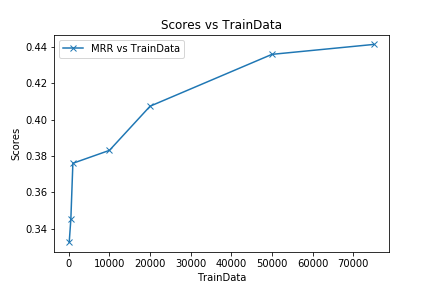 Scores vs TrainData
MRR vs TrainData
Scores
0.44
0.42
0.40
0.38
0.36
0.34
0 10000 20000 30000 40000 50000 60000 70000
TrainData